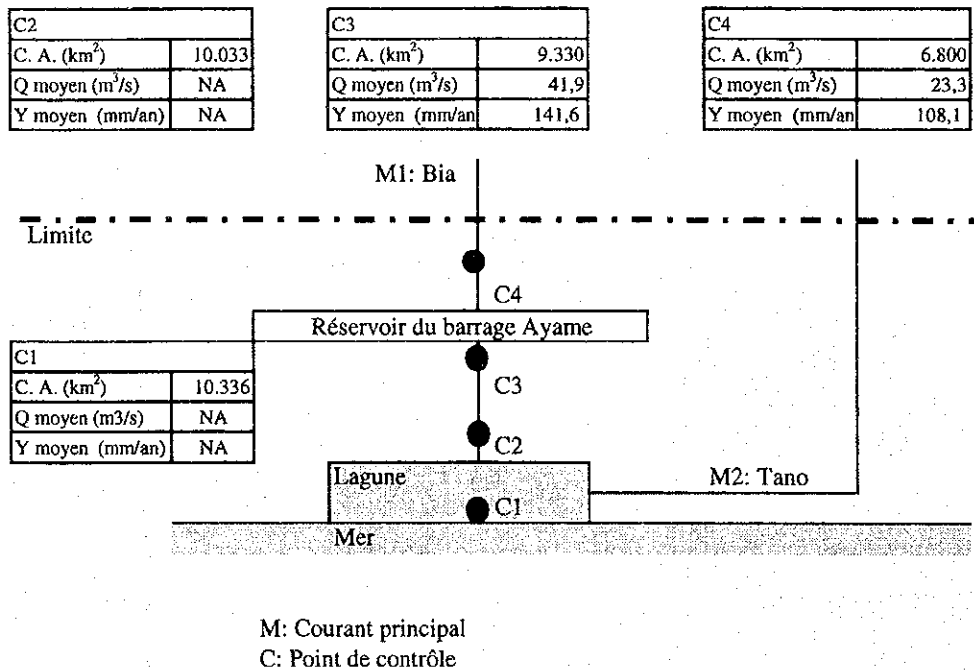 C2
C. A. (km²) 10.033
Q moyen (m³/s) NA
Y moyen (mm/an) NA
C3
C. A. (km²) 9.330
Q moyen (m³/s) 41,9
Y moyen (mm/an 141,6
C4
C. A. (km²) 6.800
Q moyen (m³/s) 23,3
Y moyen (mm/an 108,1
M1: Bia
Limite
C4
Réservoir du barrage Ayame
C1
C. A. (km²) 10.336
Q moyen (m3/s) NA
Y moyen (mm/an) NA
C3
C2
Lagune
M2: Tano
C1
Mer
M: Courant principal
C: Point de contrôle